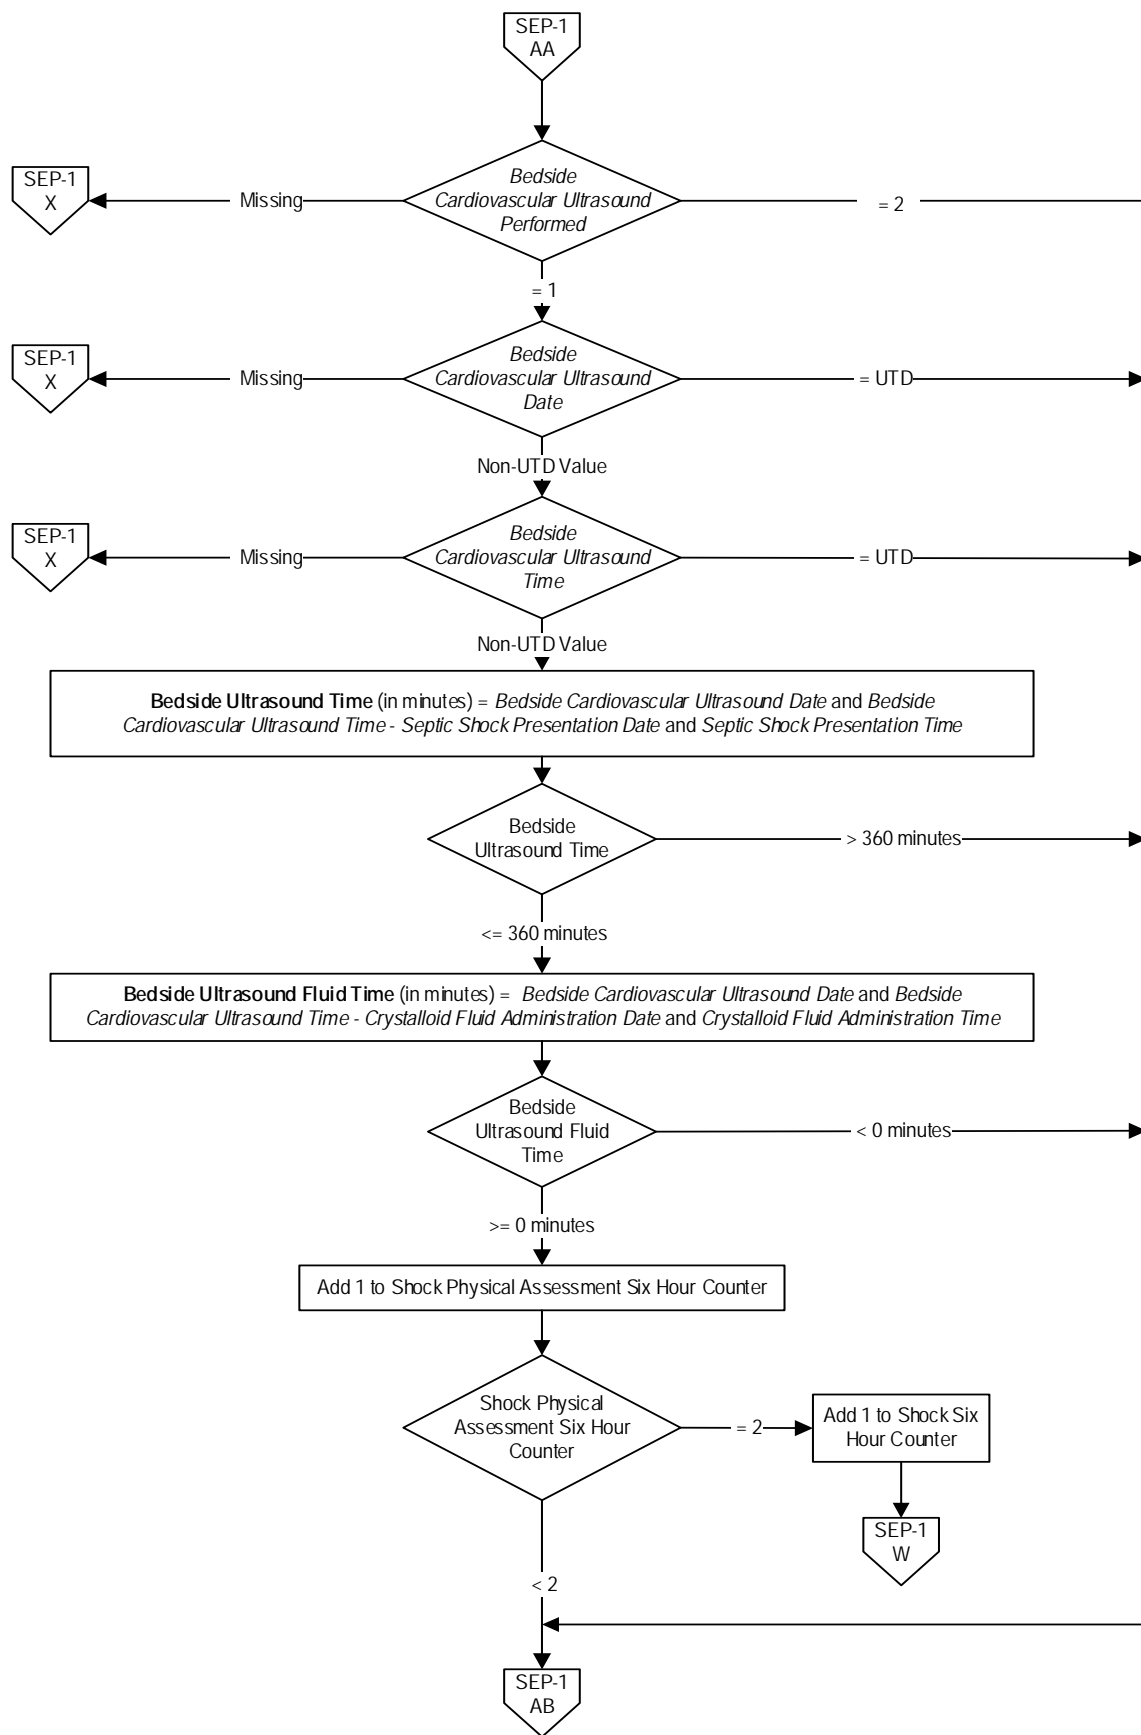 SEP-1
AA
Bedside
Cardiovascular Ultrasound
Performed
SEP-1
X
Missing
= 2
= 1
Bedside
Cardiovascular Ultrasound
Date
SEP-1
X
Missing
= UTD
Non-UTD Value
Bedside
Cardiovascular Ultrasound
Time
SEP-1
X
Missing
= UTD
Non-UTD Value
Bedside Ultrasound Time (in minutes) = Bedside Cardiovascular Ultrasound Date and Bedside
Cardiovascular Ultrasound Time - Septic Shock Presentation Date and Septic Shock Presentation Time
Bedside
Ultrasound Time
> 360 minutes
<= 360 minutes
Bedside Ultrasound Fluid Time (in minutes) = Bedside Cardiovascular Ultrasound Date and Bedside
Cardiovascular Ultrasound Time - Crystalloid Fluid Administration Date and Crystalloid Fluid Administration Time
Bedside
Ultrasound Fluid
Time
< 0 minutes
>= 0 minutes
Add 1 to Shock Physical Assessment Six Hour Counter
Shock Physical
Assessment Six Hour
Counter
= 2
Add 1 to Shock Six
Hour Counter
SEP-1
W
< 2
SEP-1
AB